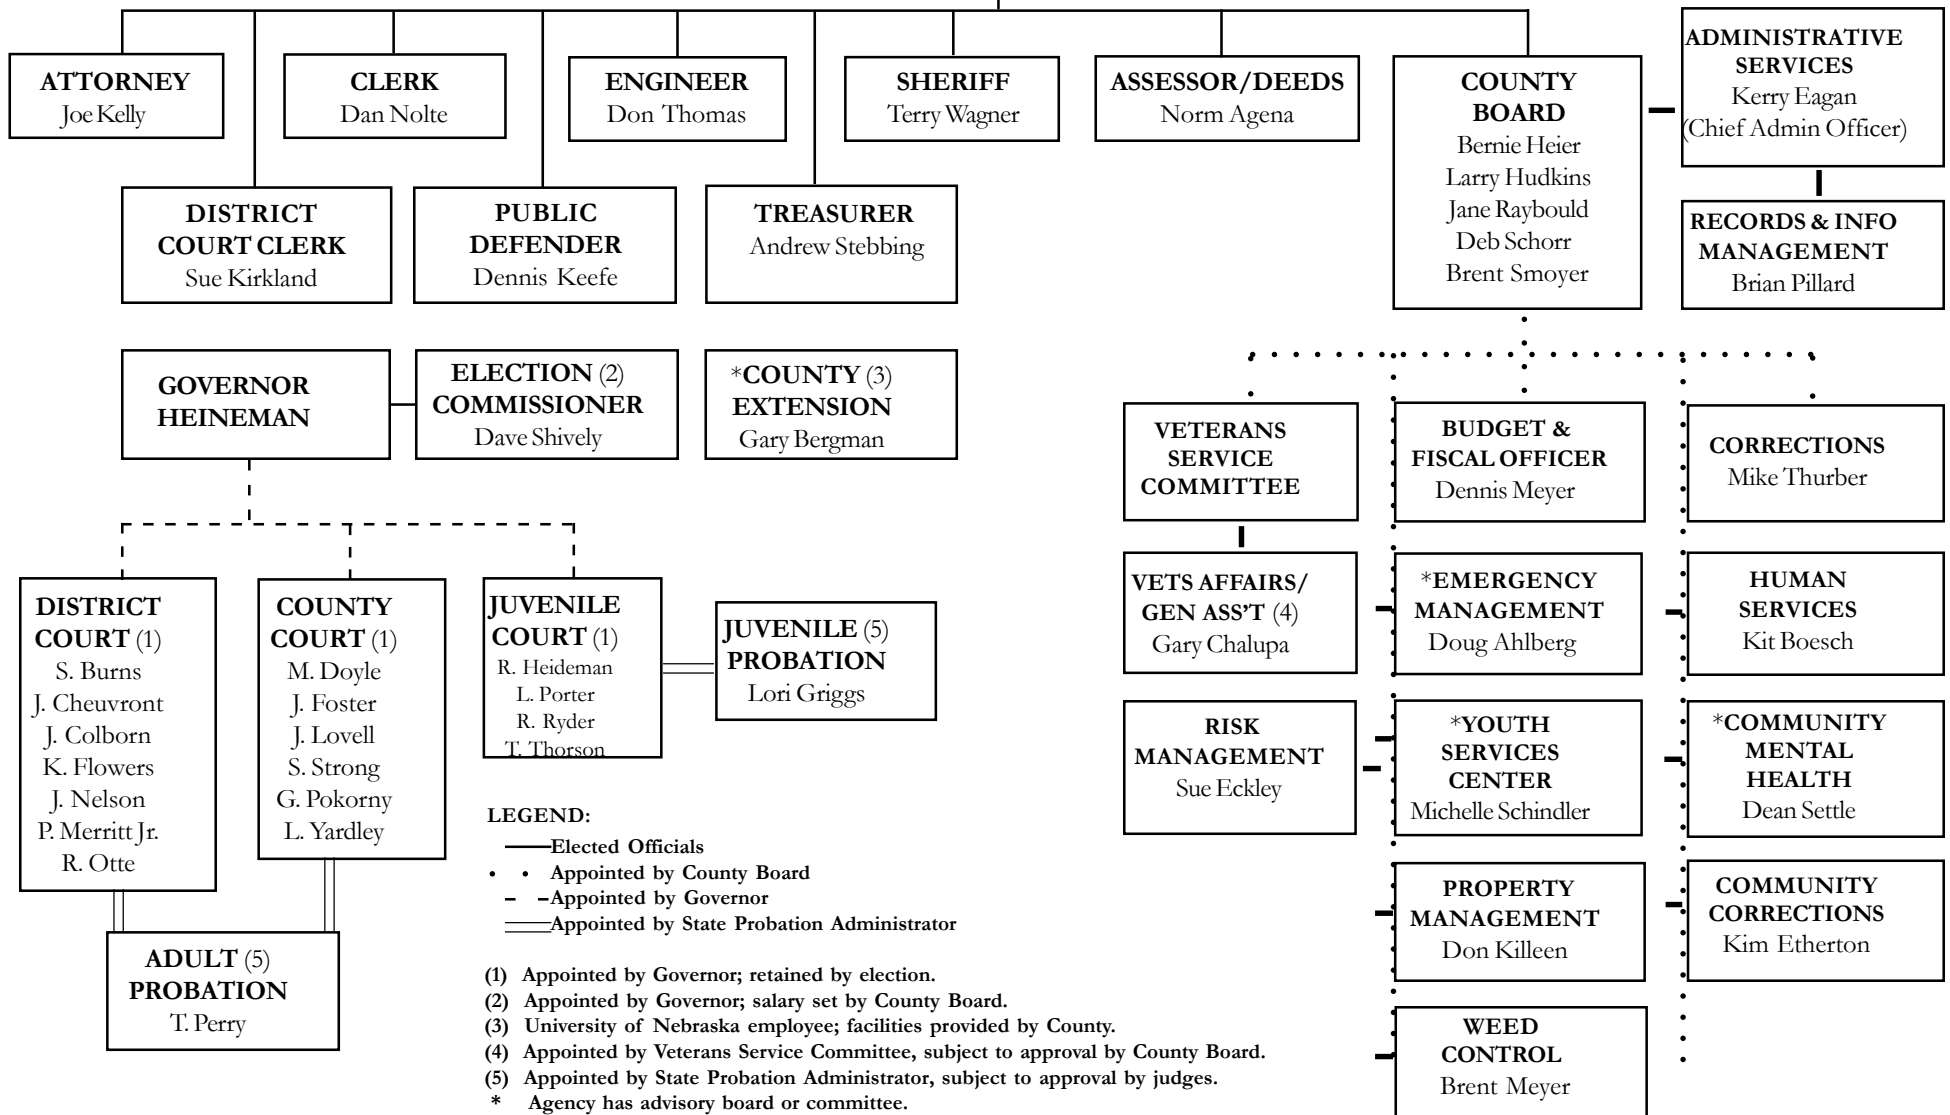 ATTORNEY
Joe Kelly
CLERK
Dan Nolte
ENGINEER
Don Thomas
SHERIFF
Terry Wagner
ASSESSOR/DEEDS
Norm Agena
COUNTY
BOARD
Bernie Heier
Larry Hudkins
Jane Raybould
Deb Schorr
Brent Smoyer
ADMINISTRATIVE
SERVICES
Kerry Eagan
(Chief Admin Officer)
DISTRICT
COURT CLERK
Sue Kirkland
PUBLIC
DEFENDER
Dennis Keefe
TREASURER
Andrew Stebbing
RECORDS & INFO
MANAGEMENT
Brian Pillard
GOVERNOR
HEINEMAN
ELECTION (2)
COMMISSIONER
Dave Shively
*COUNTY (3)
EXTENSION
Gary Bergman
VETERANS
SERVICE
COMMITTEE
BUDGET &
FISCAL OFFICER
Dennis Meyer
CORRECTIONS
Mike Thurber
DISTRICT
COURT (1)
S. Burns
J. Cheuvront
J. Colborn
K. Flowers
J. Nelson
P. Merritt Jr.
R. Otte
COUNTY
COURT (1)
M. Doyle
J. Foster
J. Lovell
S. Strong
G. Pokorny
L. Yardley
JUVENILE
COURT (1)
R. Heideman
L. Porter
R. Ryder
T. Thorson
JUVENILE (5)
PROBATION
Lori Griggs
VETS AFFAIRS/
GEN ASS'T (4)
Gary Chalupa
*EMERGENCY
MANAGEMENT
Doug Ahlberg
HUMAN
SERVICES
Kit Boesch
RISK
MANAGEMENT
Sue Eckley
*YOUTH
SERVICES
CENTER
Michelle Schindler
*COMMUNITY
MENTAL
HEALTH
Dean Settle
PROPERTY
MANAGEMENT
Don Killeen
COMMUNITY
CORRECTIONS
Kim Etherton
ADULT (5)
PROBATION
T. Perry
WEED
CONTROL
Brent Meyer
LEGEND:
Elected Officials
Appointed by County Board
Appointed by Governor
Appointed by State Probation Administrator
(1) Appointed by Governor; retained by election.
(2) Appointed by Governor; salary set by County Board.
(3) University of Nebraska employee; facilities provided by County.
(4) Appointed by Veterans Service Committee, subject to approval by County Board.
(5) Appointed by State Probation Administrator, subject to approval by judges.
* Agency has advisory board or committee.